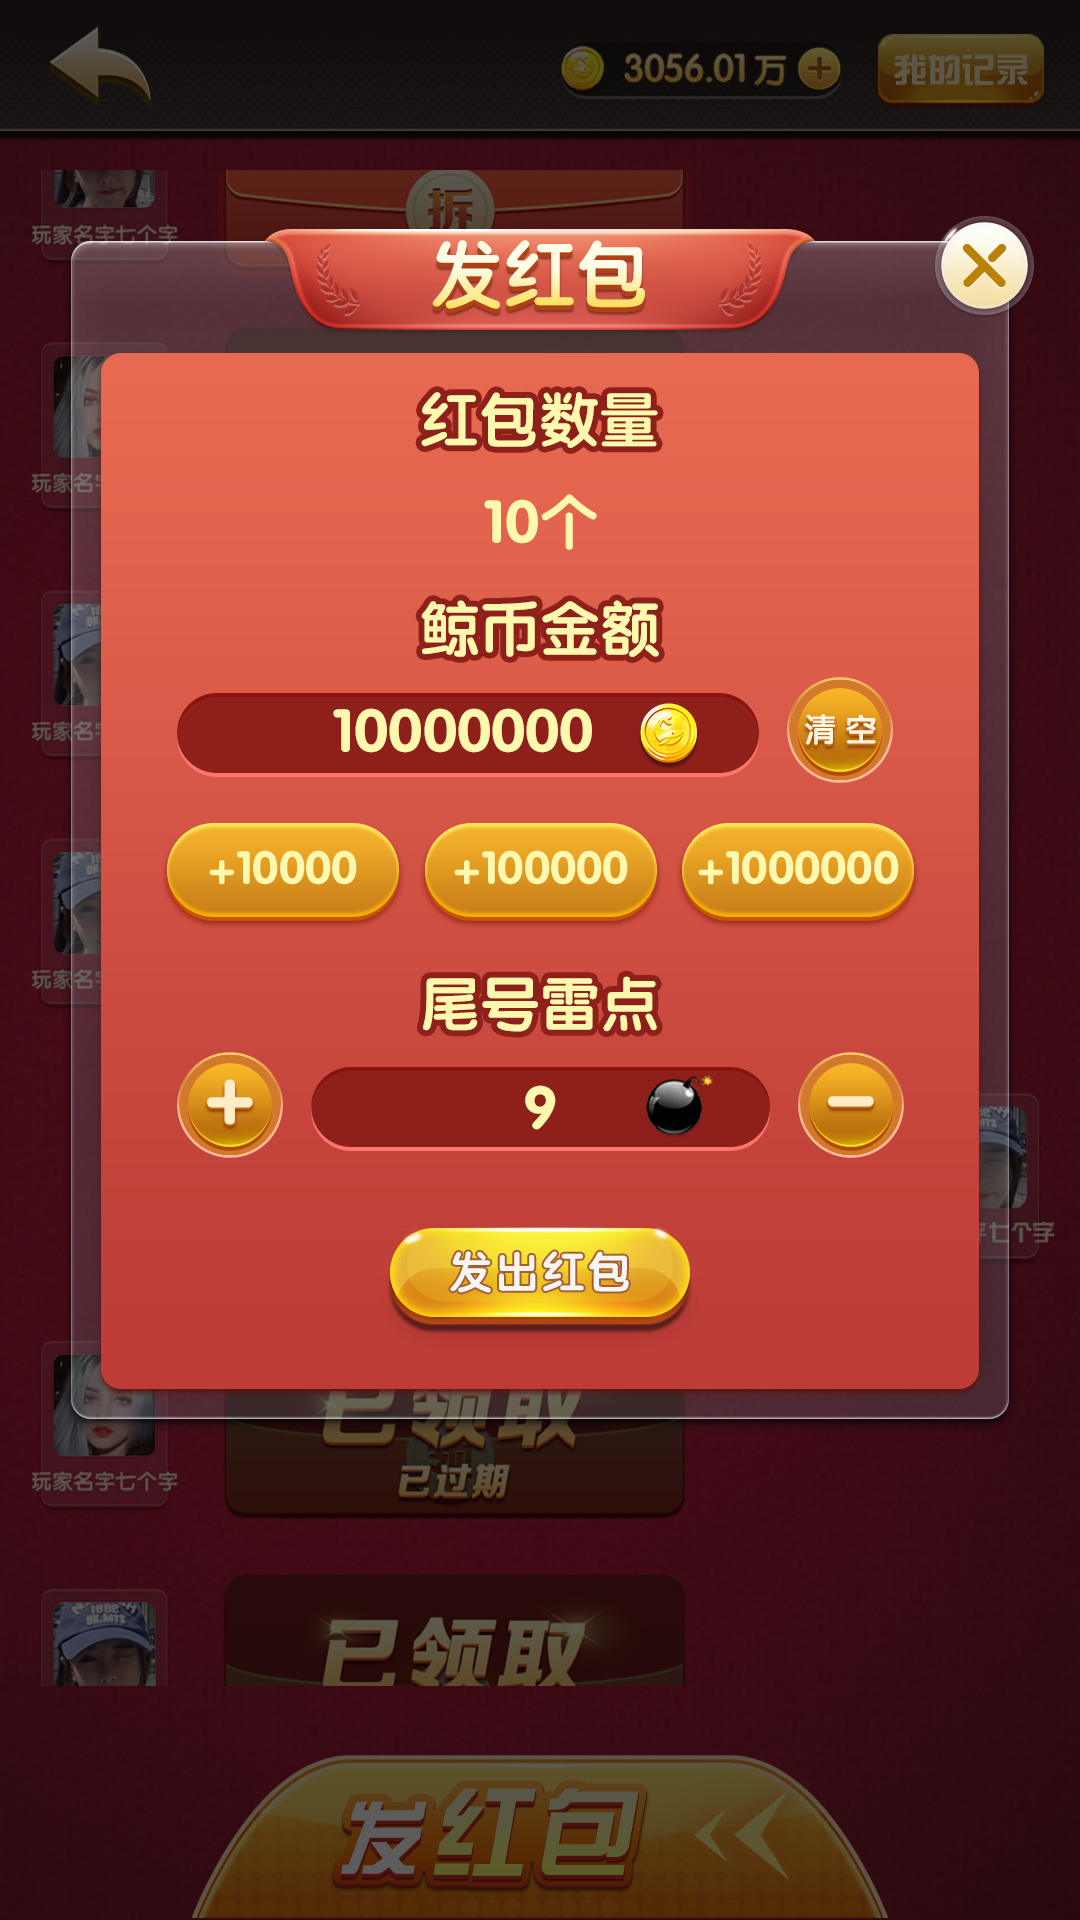 3056.01万
我的记录
拆
玩家名字七个字
发红包
红包数量
玩家名字
10个
鲸币金额
玩家名字
10000000
清空
+10000
+100000
+1000000
玩家名字
尾号雷点
9
字七个字
发出红包
已领取
已过期
玩家名字七个字
已领取
发红包